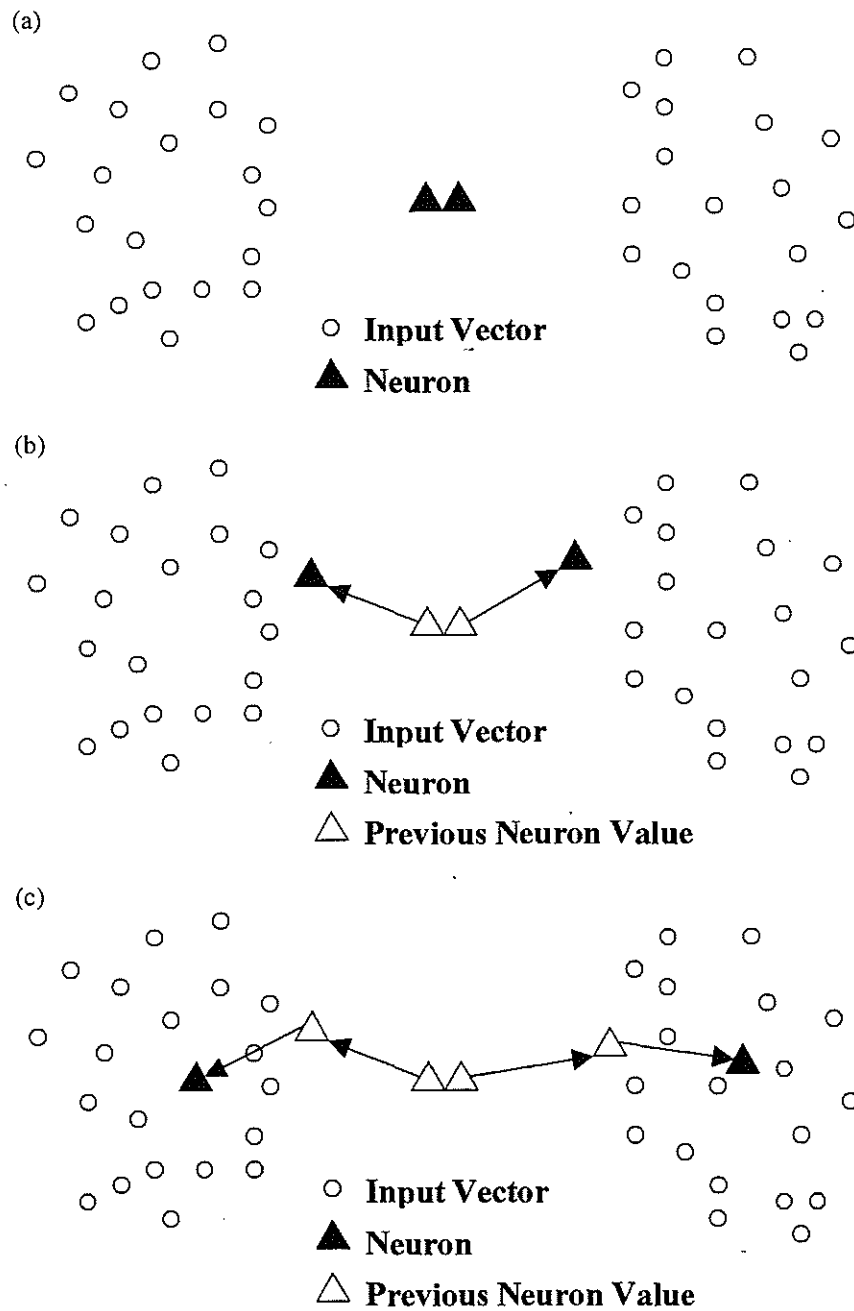 (a)
Input Vector
Neuron
(b)
Input Vector
Neuron
Previous Neuron Value
(c)
Input Vector
Neuron
Previous Neuron Value